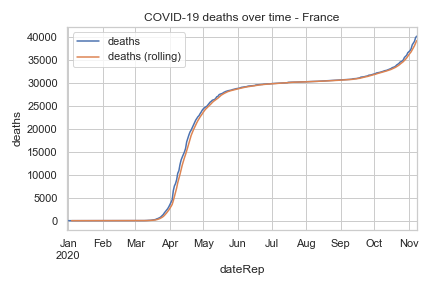 COVID-19 deaths over time - France
deaths
deaths (rolling)
40000
35000
30000
25000
20000
15000
10000
5000
0
deaths
Jan Feb Mar Apr May Jun Jul Aug Sep Oct Nov
2020
dateRep